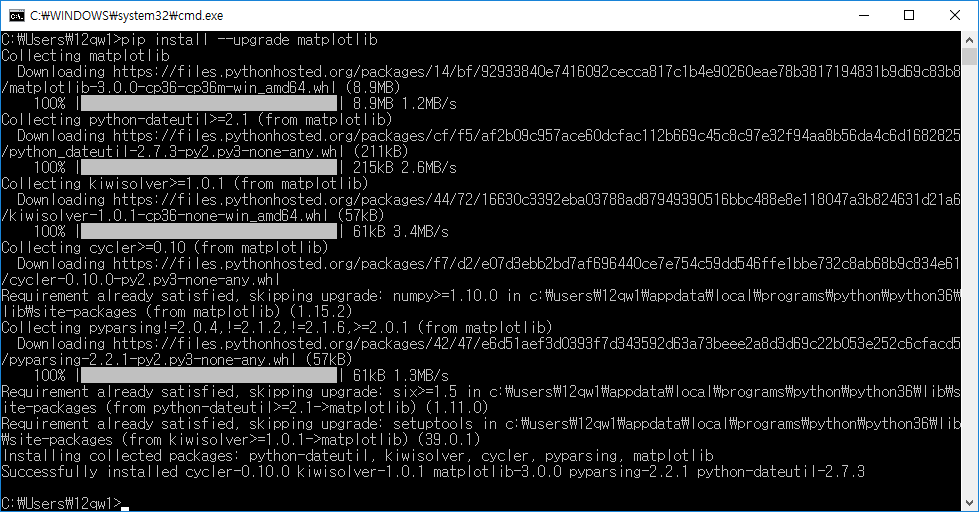 C:₩WINDOWS₩system32₩cmd.exe
C:₩Users₩12qw1>pip install --upgrade matplotlib
Collecting matplotlib
  Downloading https://files.pythonhosted.org/packages/14/bf/92933840e7416092cecca817c1b4e90260eae78b3817194831b9d69c83b8
/matplotlib-3.0.0-cp36-cp36m-win_amd64.whl (8.9MB)
    100% |████████████████████████████████| 8.9MB 1.2MB/s
Collecting python-dateutil>=2.1 (from matplotlib)
  Downloading https://files.pythonhosted.org/packages/cf/f5/af2b09c957ace60dcfac112b669c45c8c97e32f94aa8b56da4c6d1682825
/python_dateutil-2.7.3-py2.py3-none-any.whl (211kB)
    100% |████████████████████████████████| 215kB 2.6MB/s
Collecting kiwisolver>=1.0.1 (from matplotlib)
  Downloading https://files.pythonhosted.org/packages/44/72/16630c3392eba03788ad87949390516bbc488e8e118047a3b824631d21a6
/kiwisolver-1.0.1-cp36-none-win_amd64.whl (57kB)
    100% |████████████████████████████████| 61kB 3.4MB/s
Collecting cycler>=0.10 (from matplotlib)
  Downloading https://files.pythonhosted.org/packages/f7/d2/e07d3ebb2bd7af696440ce7e754c59dd546ffe1bbe732c8ab68b9c834e61
/cycler-0.10.0-py2.py3-none-any.whl
Requirement already satisfied, skipping upgrade: numpy>=1.10.0 in c:₩users₩12qw1₩appdata₩local₩programs₩python₩python36₩
lib₩site-packages (from matplotlib) (1.15.2)
Collecting pyparsing!=2.0.4,!=2.1.2,!=2.1.6,>=2.0.1 (from matplotlib)
  Downloading https://files.pythonhosted.org/packages/42/47/e6d51aef3d0393f7d343592d63a73beee2a8d3d69c22b053e252c6cfacd5
/pyparsing-2.2.1-py2.py3-none-any.whl (57kB)
    100% |████████████████████████████████| 61kB 1.3MB/s
Requirement already satisfied, skipping upgrade: six>=1.5 in c:₩users₩12qw1₩appdata₩local₩programs₩python₩python36₩lib₩s
ite-packages (from python-dateutil>=2.1->matplotlib) (1.11.0)
Requirement already satisfied, skipping upgrade: setuptools in c:₩users₩12qw1₩appdata₩local₩programs₩python₩python36₩lib
₩site-packages (from kiwisolver>=1.0.1->matplotlib) (39.0.1)
Installing collected packages: python-dateutil, kiwisolver, cycler, pyparsing, matplotlib
Successfully installed cycler-0.10.0 kiwisolver-1.0.1 matplotlib-3.0.0 pyparsing-2.2.1 python-dateutil-2.7.3
C:₩Users₩12qw1>